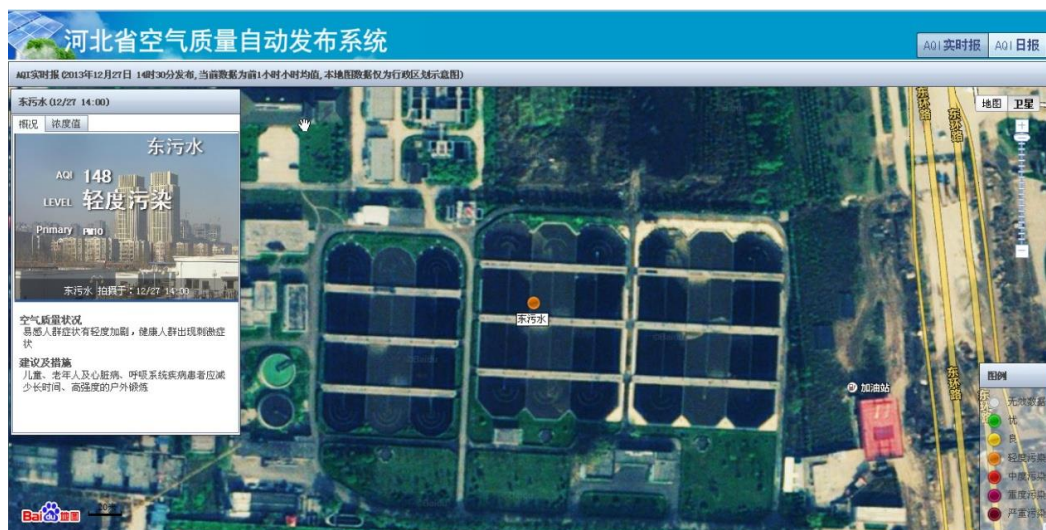 河北省空气质量自动发布系统
AQI实时报
AQI日报
AQI实时报(2013年12月27日 14时30分发布,当前数据为前1小时小时均值,本地图数据仅为行政区划示意图)
东污水(12/27 14:00)
概况
浓度值
东污水
AQI 148
LEVEL 轻度污染
Primary PM10
东污水 拍摄于:12/27 14:00
空气质量状况
易感人群症状有轻度加剧,健康人群出现刺激症
状
建议及措施
儿童、老年人及心脏病、呼吸系统疾病患者应减
少长时间、高强度的户外锻炼
东污水
东环路
东环路
东环路
东环路
加油站
地图
卫星
图例
无效数据
优
良
轻度污染
中度污染
重度污染
严重污染
Bai地图